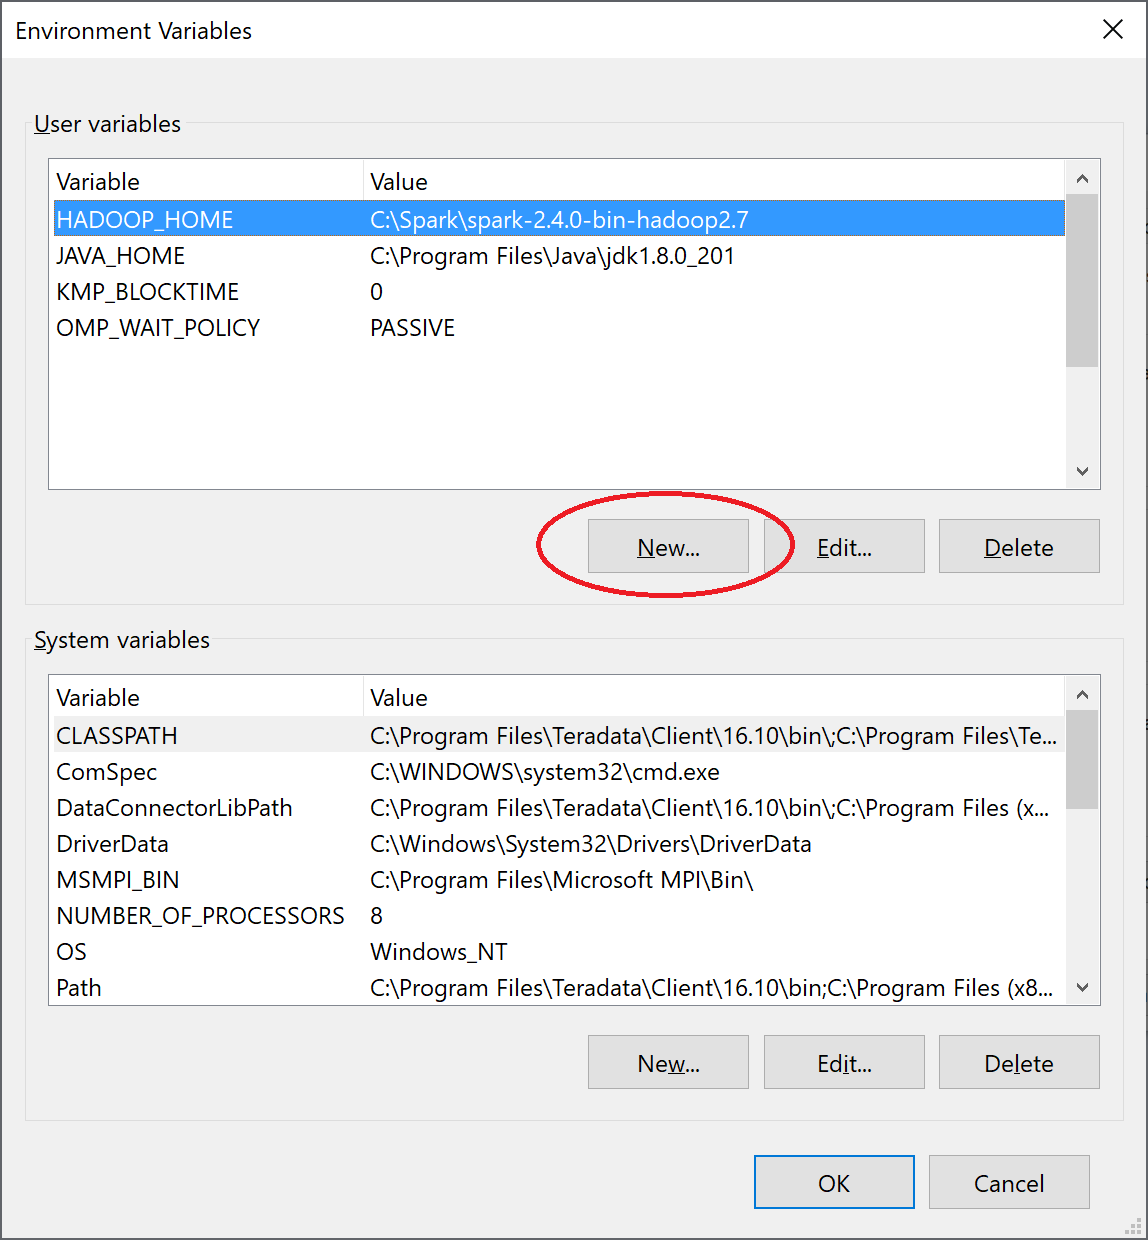 Environment Variables
User variables
Variable Value
HADOOP_HOME C:\Spark\spark-2.4.0-bin-hadoop2.7
JAVA_HOME C:\Program Files\Java\jdk1.8.0_201
KMP_BLOCKTIME 0
OMP_WAIT_POLICY PASSIVE
New... Edit... Delete
System variables
Variable Value
CLASSPATH C:\Program Files\Teradata\Client\16.10\bin\;C:\Program Files\Te...
ComSpec C:\WINDOWS\system32\cmd.exe
DataConnectorLibPath C:\Program Files\Teradata\Client\16.10\bin\;C:\Program Files (x...
DriverData C:\Windows\System32\Drivers\DriverData
MSMPI_BIN C:\Program Files\Microsoft MPI\Bin\
NUMBER_OF_PROCESSORS 8
OS Windows_NT
Path C:\Program Files\Teradata\Client\16.10\bin;C:\Program Files (x8...
New... Edit... Delete
OK Cancel